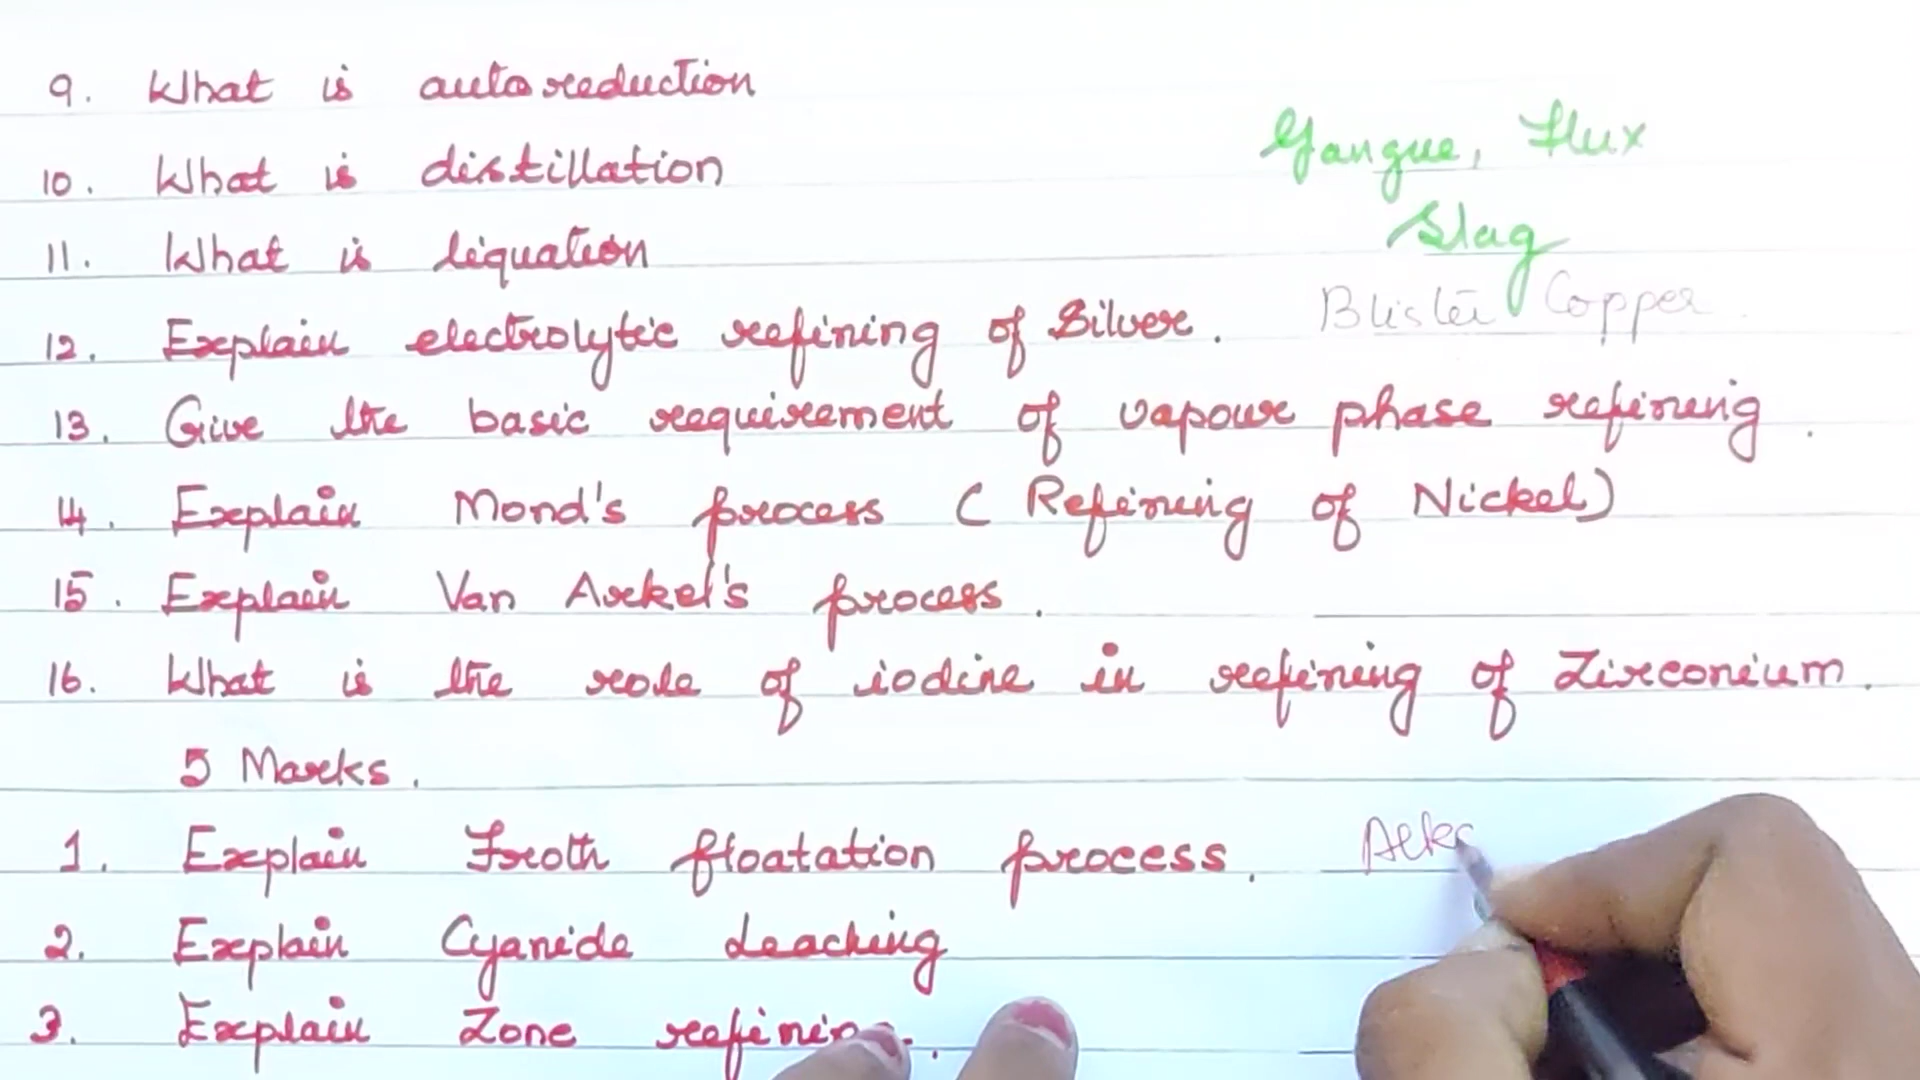 9. What is auto reduction
10. What is distillation
Gangue, Flux
11. What is liquation
Slag
12. Explain electrolytic refining of Silver.
Blister Copper
13. Give the basic requirement of vapour phase refining.
14. Explain Mond's process ( Refining of Nickel)
15. Explain Van Arkel's process.
16. What is the role of iodine in refining of Zirconium.
5 Marks.
1. Explain Froth floatation process.
2. Explain Cyanide Leaching
3. Explain Zone